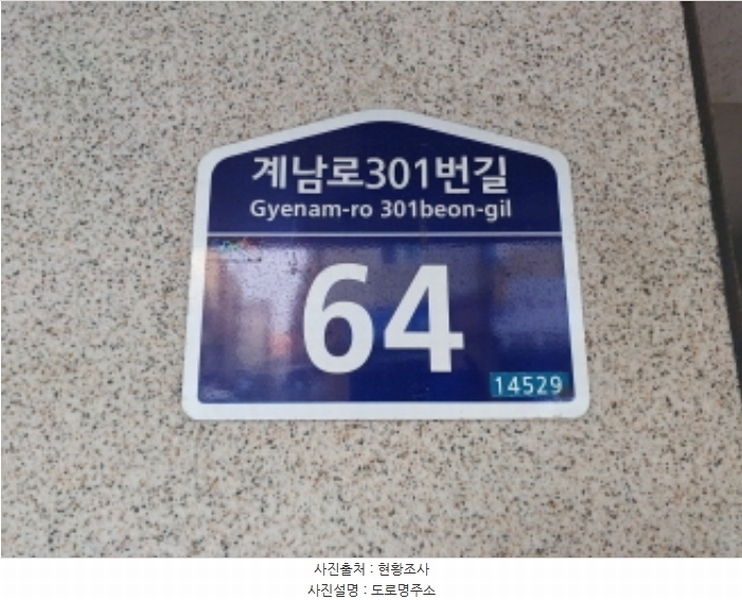 계남로301번길
Gyenam-ro 301beon-gil
64
14529
사진출처 : 현황조사
사진설명 : 도로명주소